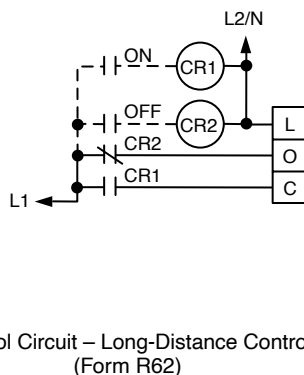 L2/N
ON
CR1
OFF
CR2
L
CR2
O
CR1
C
L1
ol Circuit – Long-Distance Contro
(Form R62)